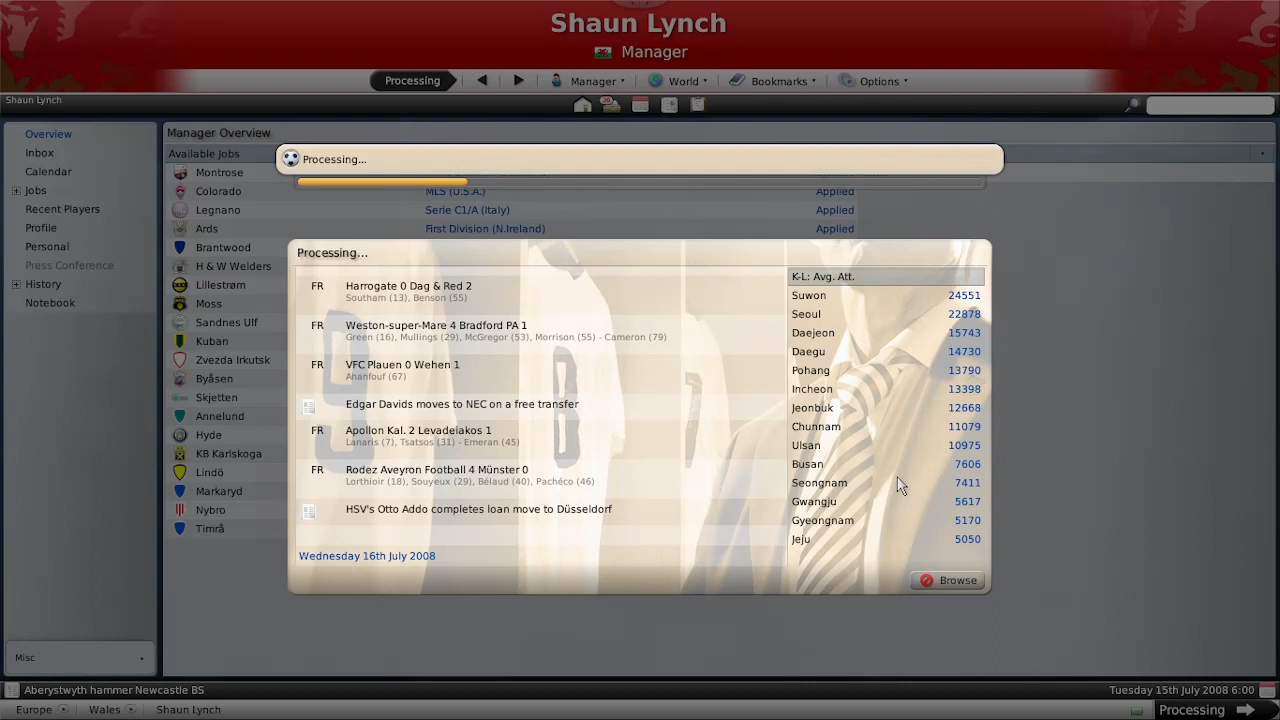 Shaun Lynch
Manager
Processing
Manager
World
Bookmarks
Options
Shaun Lynch
Overview
Inbox
Calendar
Jobs
Recent Players
Profile
Personal
Press Conference
History
Notebook
Misc
Manager Overview
Available Jobs
Montrose
Colorado MLS (U.S.A.) Applied
Legnano Serie C1/A (Italy) Applied
Ards First Division (N.Ireland) Applied
Brantwood
H & W Welders
Lillestrøm
Moss
Sandnes Ulf
Kuban
Zvezda Irkutsk
Byåsen
Skjetten
Annelund
Hyde
KB Karlskoga
Lindö
Markaryd
Nybro
Timrå
Processing...
Processing...
FR Harrogate 0 Dag & Red 2
Southam (13), Benson (55)
FR Weston-super-Mare 4 Bradford PA 1
Green (16), Mullings (29), McGregor (53), Morrison (55) - Cameron (79)
FR VFC Plauen 0 Wehen 1
Ahanfouf (67)
Edgar Davids moves to NEC on a free transfer
FR Apollon Kal. 2 Levadeiakos 1
Lanaris (7), Tsatsos (31) - Emeran (45)
FR Rodez Aveyron Football 4 Münster 0
Lorthioir (18), Souyeux (29), Bélaud (40), Pachéco (46)
HSV's Otto Addo completes loan move to Düsseldorf
Wednesday 16th July 2008
K-L: Avg. Att.
Suwon 24551
Seoul 22878
Daejeon 15743
Daegu 14730
Pohang 13790
Incheon 13398
Jeonbuk 12668
Chunnam 11079
Ulsan 10975
Busan 7606
Seongnam 7411
Gwangju 5617
Gyeongnam 5170
Jeju 5050
Browse
Aberystwyth hammer Newcastle BS
Tuesday 15th July 2008 6:00
Europe
Wales
Shaun Lynch
Processing